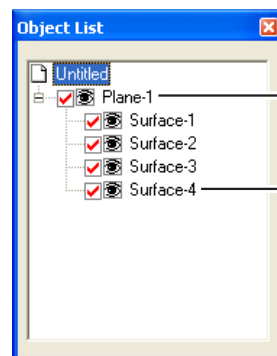 Object List
Untitled
Plane-1
Surface-1
Surface-2
Surface-3
Surface-4